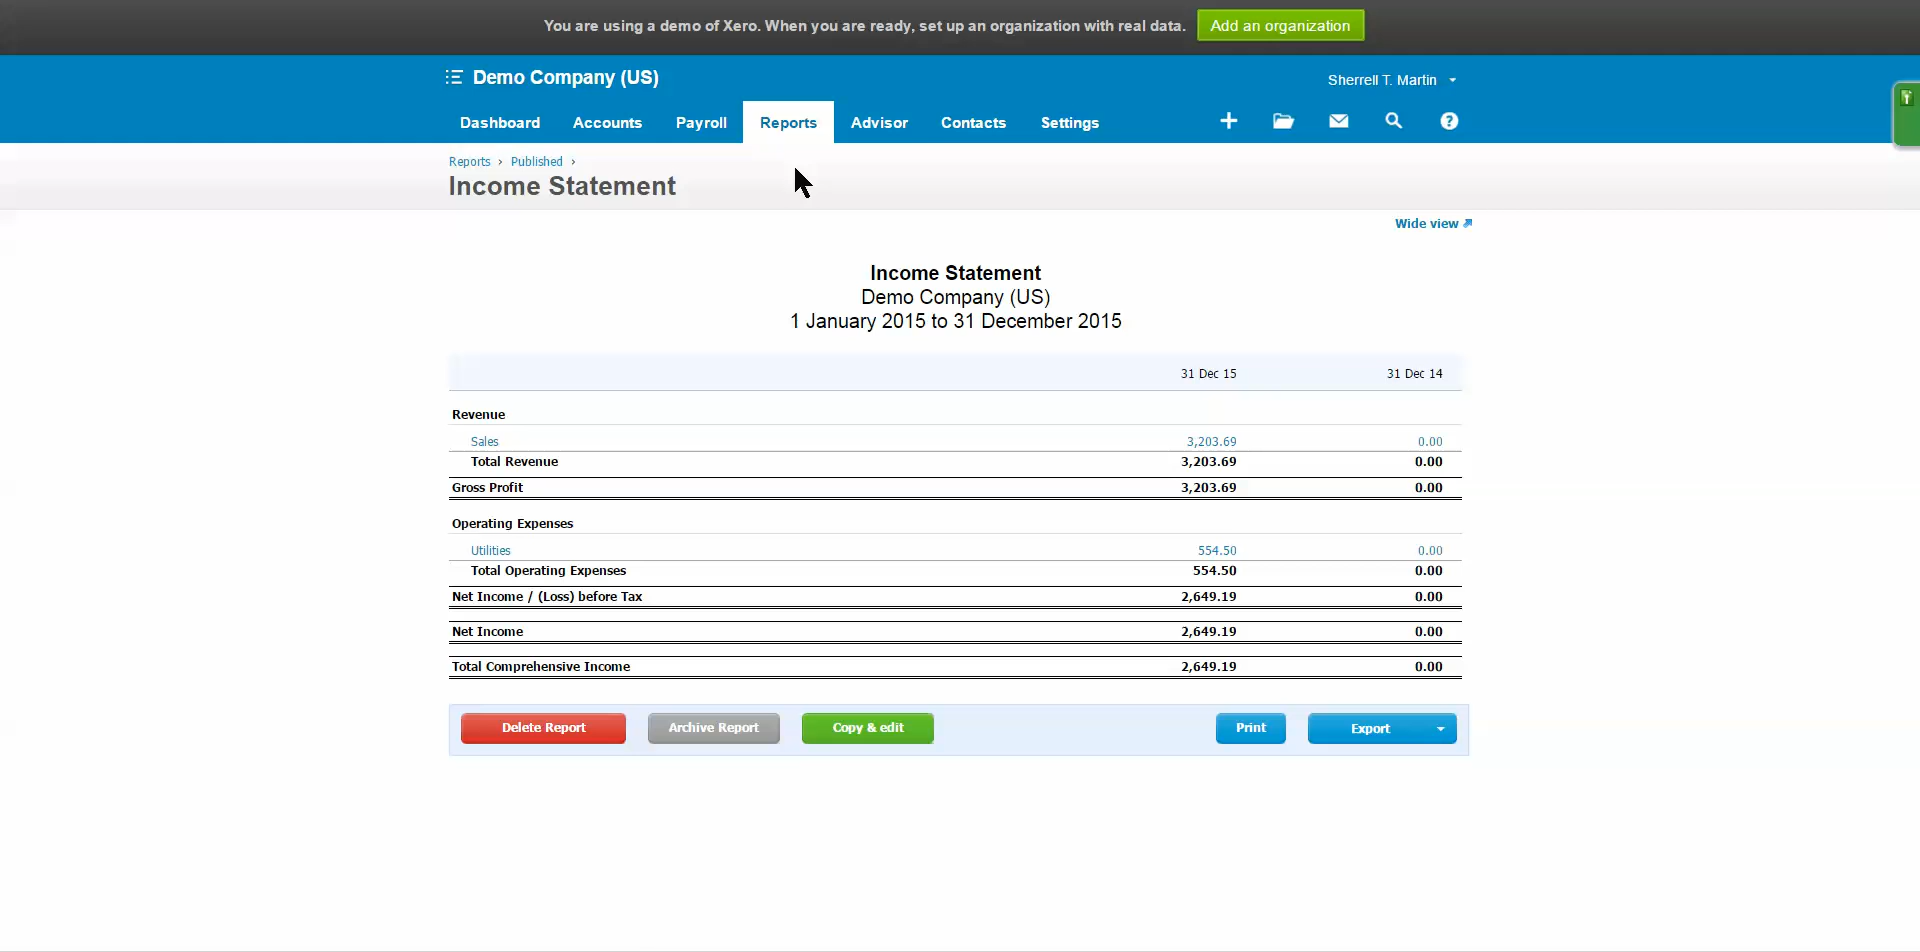 You are using a demo of Xero. When you are ready, set up an organization with real data. Add an organization
Demo Company (US)
Sherrell T. Martin
Dashboard Accounts Payroll Reports Advisor Contacts Settings
Reports › Published ›
Income Statement
Wide view
Income Statement
Demo Company (US)
1 January 2015 to 31 December 2015
31 Dec 15 31 Dec 14
Revenue
Sales 3,203.69 0.00
Total Revenue 3,203.69 0.00
Gross Profit 3,203.69 0.00
Operating Expenses
Utilities 554.50 0.00
Total Operating Expenses 554.50 0.00
Net Income / (Loss) before Tax 2,649.19 0.00
Net Income 2,649.19 0.00
Total Comprehensive Income 2,649.19 0.00
Delete Report Archive Report Copy & edit Print Export